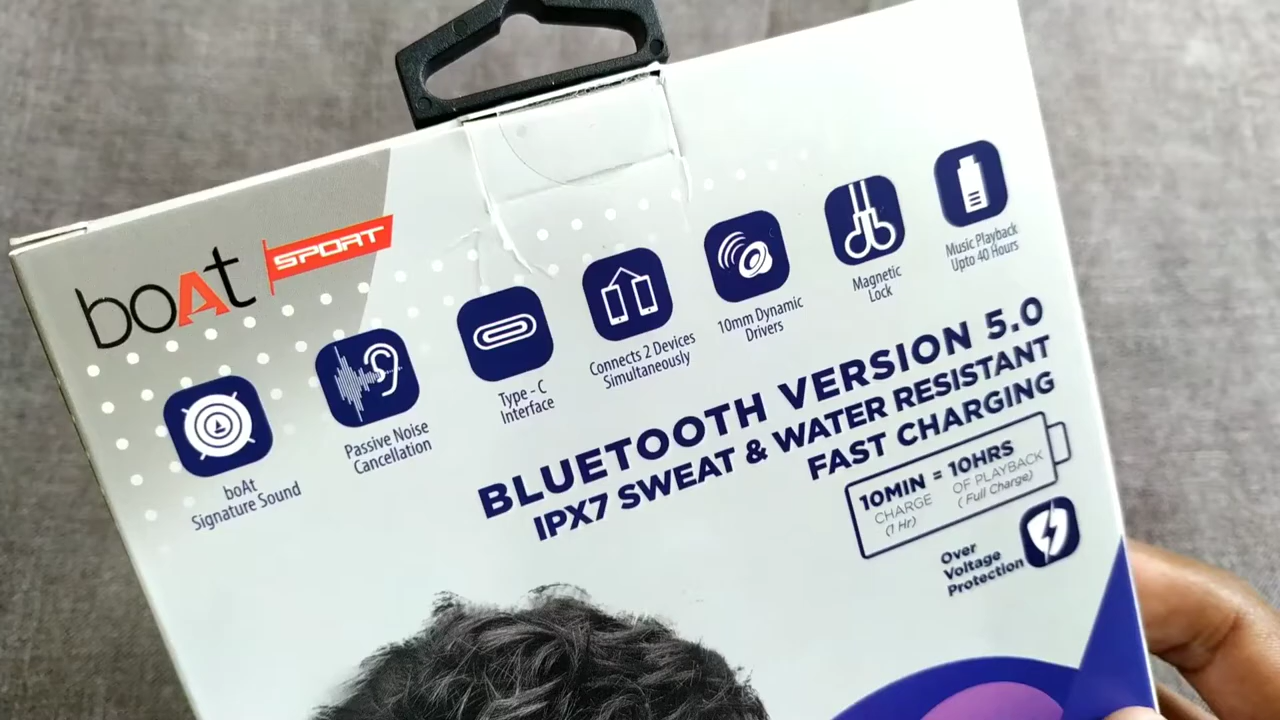 boAt SPORT
boAt
Signature Sound
Passive Noise
Cancellation
Type - C
Interface
Connects 2 Devices
Simultaneously
10mm Dynamic
Drivers
Magnetic
Lock
Music Playback
Upto 40 Hours
BLUETOOTH VERSION 5.0
IPX7 SWEAT & WATER RESISTANT
FAST CHARGING
10MIN = 10HRS
CHARGE OF PLAYBACK
(1 Hr) (Full Charge)
Over
Voltage
Protection